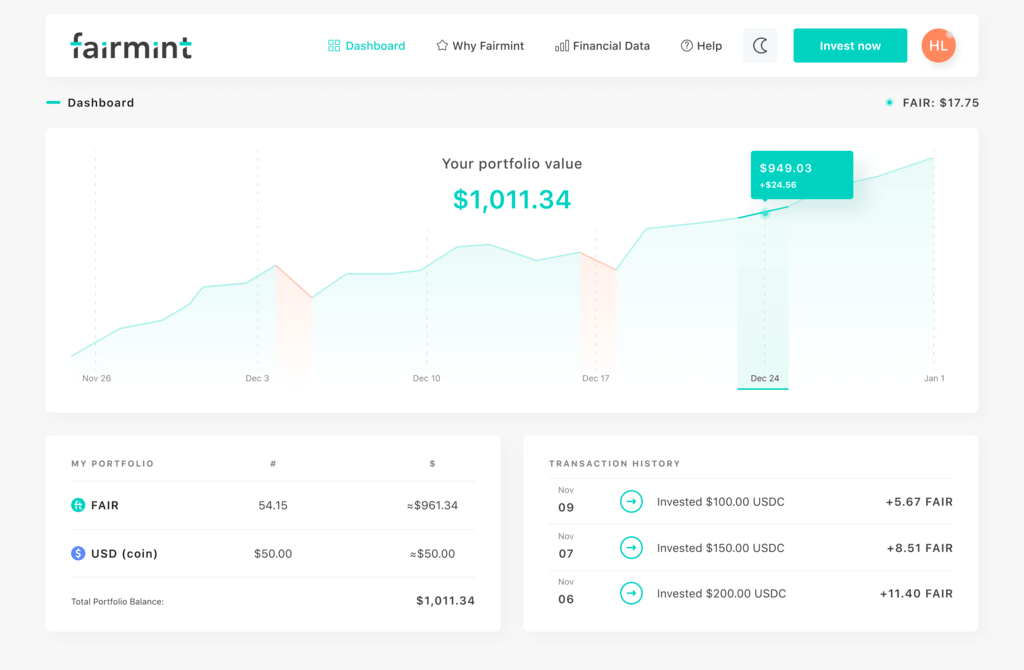 fairmint
Dashboard
Why Fairmint
Financial Data
Help
Invest now
HL
Dashboard
FAIR: $17.75
Your portfolio value
$1,011.34
$949.03
+$24.56
Nov 26
Dec 3
Dec 10
Dec 17
Dec 24
Jan 1
MY PORTFOLIO # $
FAIR 54.15 ≈$961.34
USD (coin) $50.00 ≈$50.00
Total Portfolio Balance: $1,011.34
TRANSACTION HISTORY
Nov
09
Invested $100.00 USDC +5.67 FAIR
Nov
07
Invested $150.00 USDC +8.51 FAIR
Nov
06
Invested $200.00 USDC +11.40 FAIR